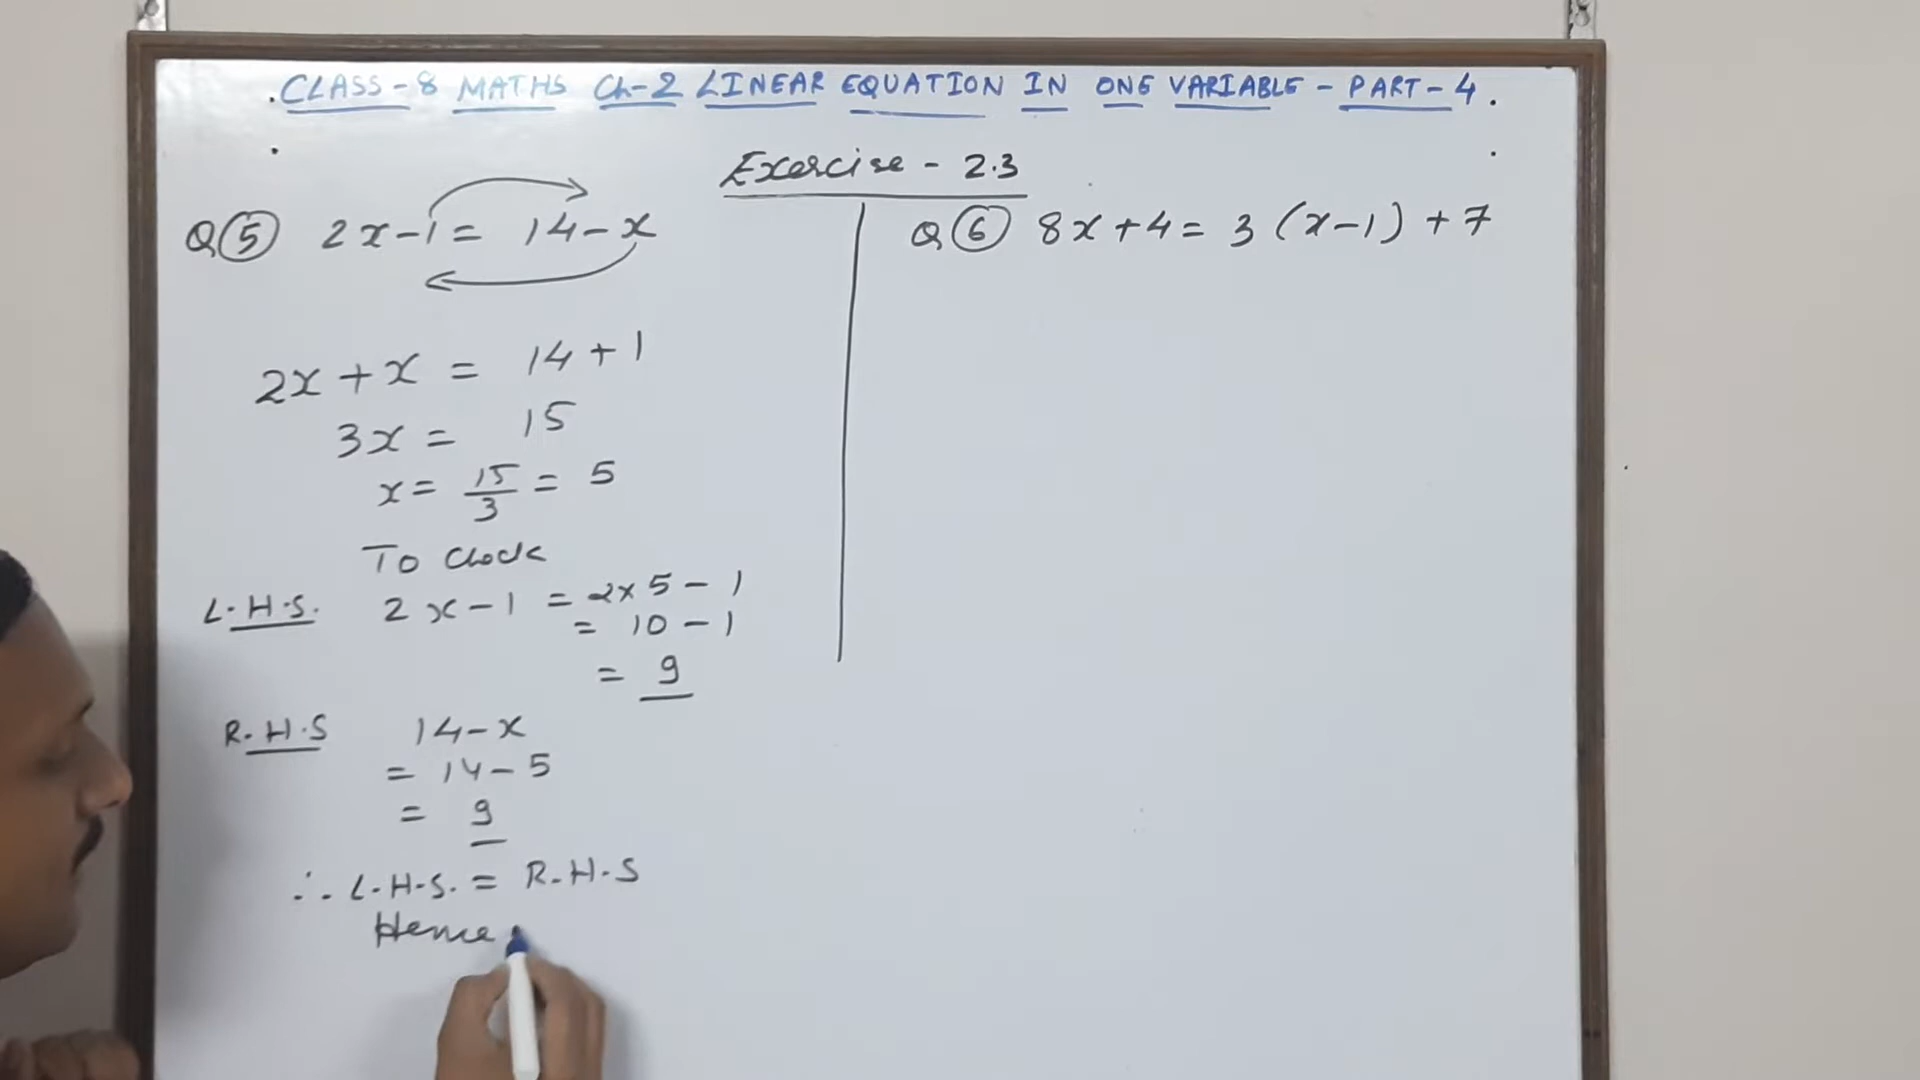 CLASS-8 MATHS Ch-2 LINEAR EQUATION IN ONE VARIABLE - PART-4.
Exercise - 2.3
Q 5 2x-1 = 14-x
2x+x = 14+1
3x = 15
x = 15/3 = 5
To Check
L.H.S. 2x-1 = 2x5-1
= 10-1
= 9
R.H.S 14-x
= 14-5
= 9
∴ L.H.S. = R.H.S
Hence
Q 6 8x+4 = 3(x-1)+7